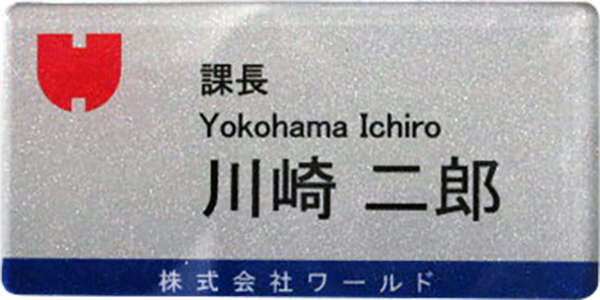 課長
Yokohama Ichiro
川崎 二郎
株式会社ワールド